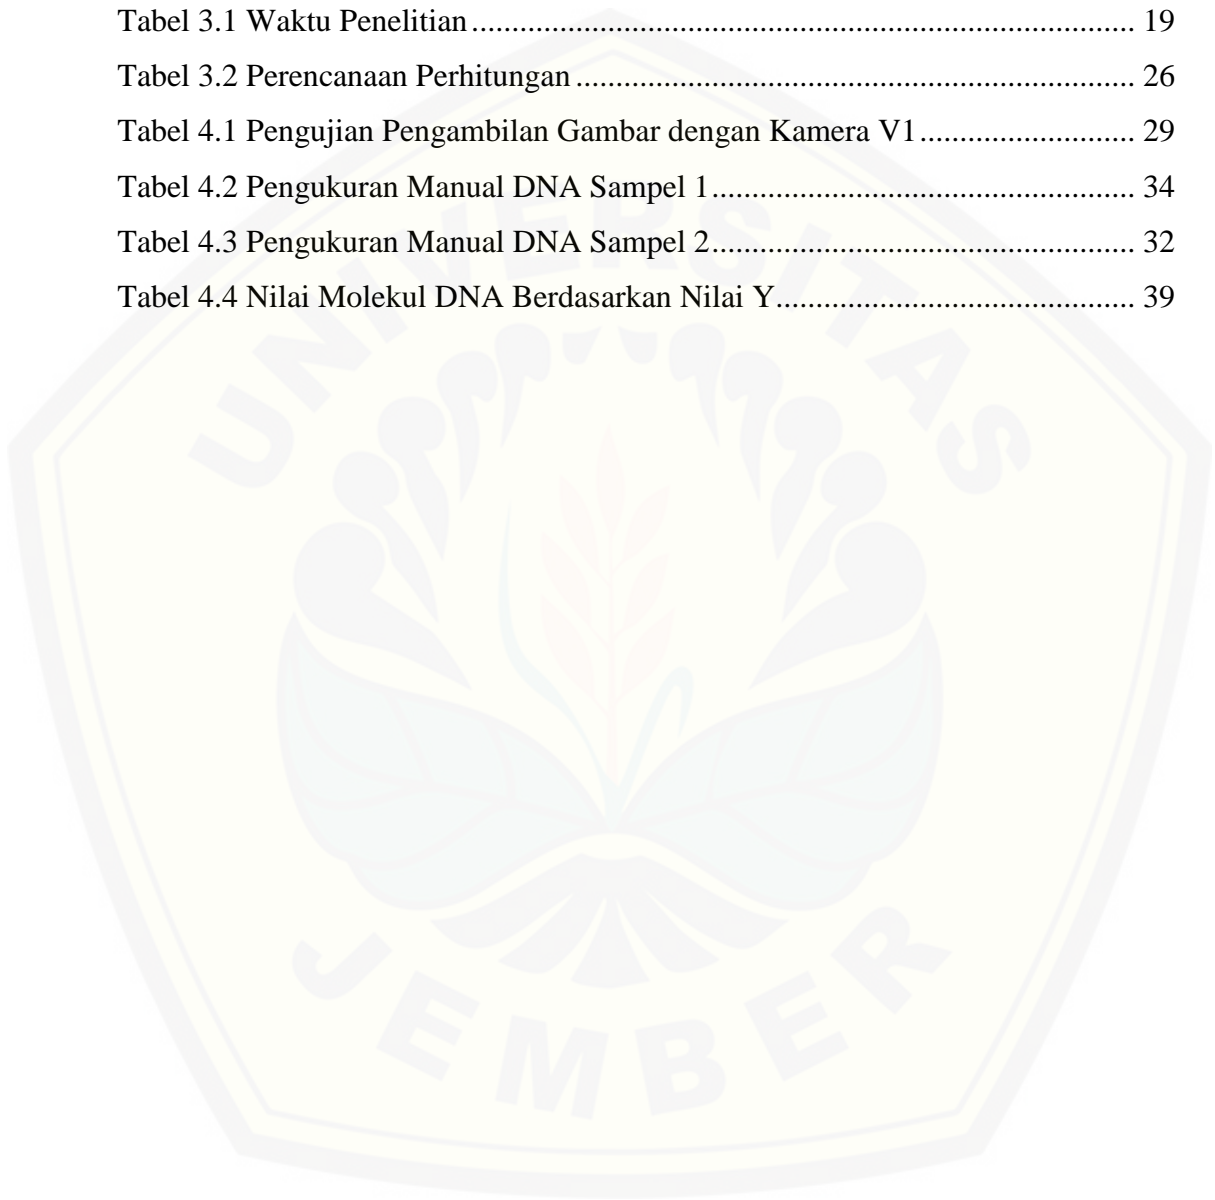 Tabel 3.1 Waktu Penelitian ................................................................................... 19
Tabel 3.2 Perencanaan Perhitungan ...................................................................... 26
Tabel 4.1 Pengujian Pengambilan Gambar dengan Kamera V1........................... 29
Tabel 4.2 Pengukuran Manual DNA Sampel 1..................................................... 34
Tabel 4.3 Pengukuran Manual DNA Sampel 2..................................................... 32
Tabel 4.4 Nilai Molekul DNA Berdasarkan Nilai Y............................................. 39
UNIVERSITAS
JEMBER